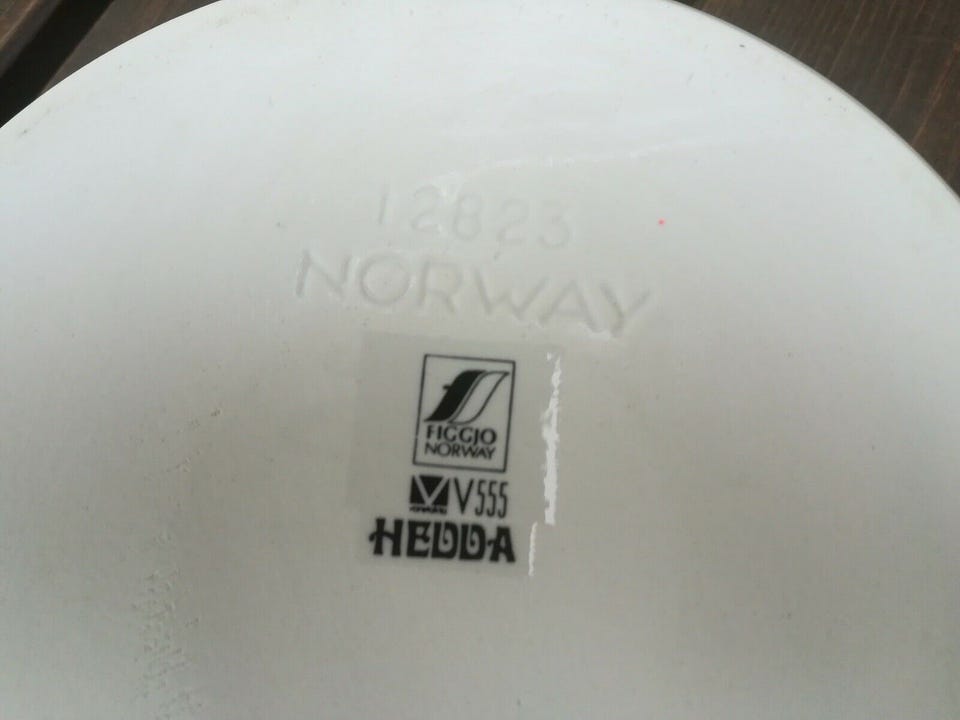 12823
NORWAY
FIGGJO
NORWAY
V555
HEDDA